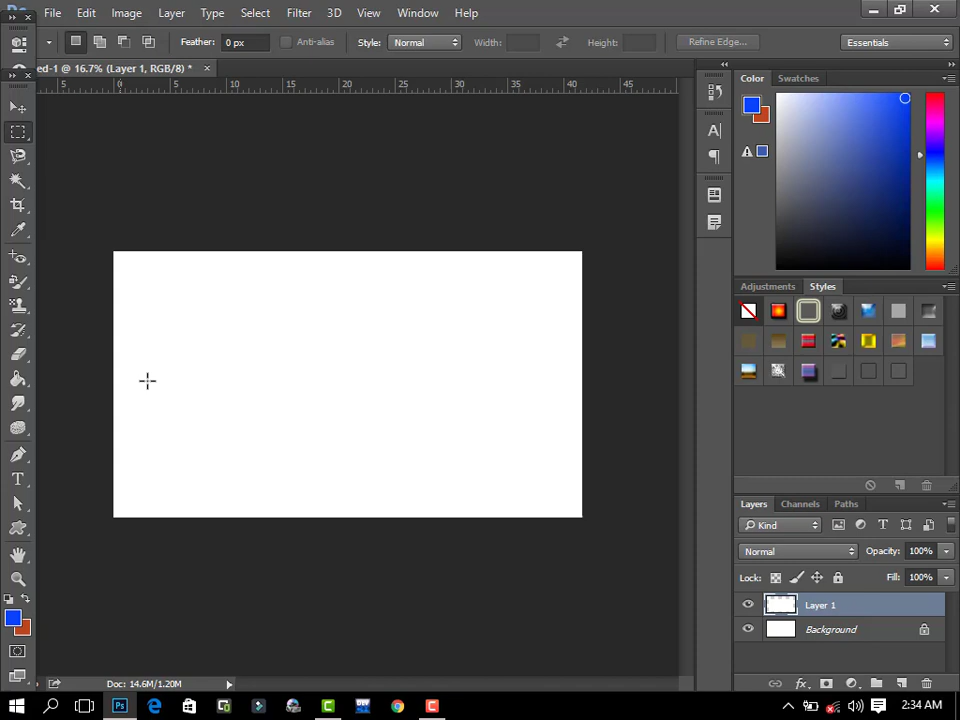 File Edit Image Layer Type Select Filter 3D View Window Help
Feather: 0 px Anti-alias Style: Normal Width: Height: Refine Edge... Essentials
ed-1 @ 16.7% (Layer 1, RGB/8) * ×
5 0 5 10 15 20 25 30 35 40 45
Color Swatches
Adjustments Styles
Layers Channels Paths
Kind
Normal Opacity: 100%
Lock: Fill: 100%
Layer 1
Background
Doc: 14.6M/1.20M
2:34 AM